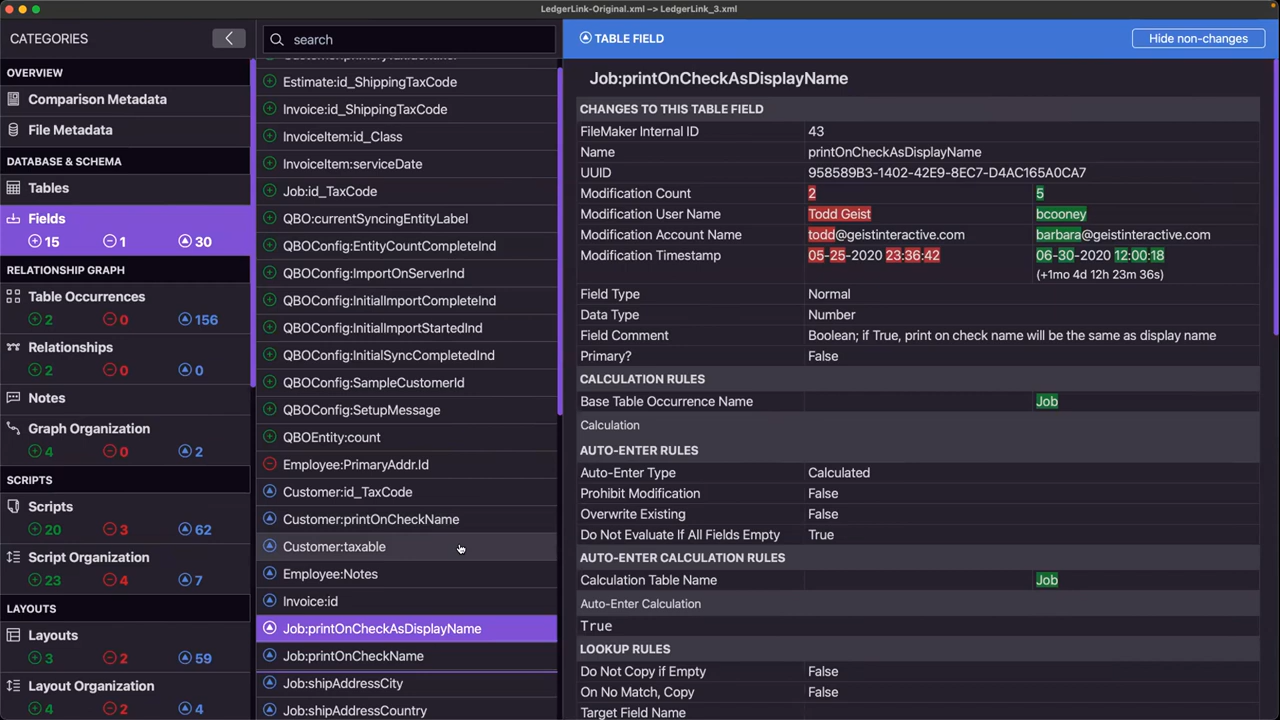 LedgerLink-Original.xml –> LedgerLink_3.xml
CATEGORIES
OVERVIEW
Comparison Metadata
File Metadata
DATABASE & SCHEMA
Tables
Fields
15 1 30
RELATIONSHIP GRAPH
Table Occurrences
2 0 156
Relationships
2 0 0
Notes
Graph Organization
4 0 2
SCRIPTS
Scripts
20 3 62
Script Organization
23 4 7
LAYOUTS
Layouts
3 2 59
Layout Organization
4 2 4
search
Estimate:id_ShippingTaxCode
Invoice:id_ShippingTaxCode
InvoiceItem:id_Class
InvoiceItem:serviceDate
Job:id_TaxCode
QBO:currentSyncingEntityLabel
QBOConfig:EntityCountCompleteInd
QBOConfig:ImportOnServerInd
QBOConfig:InitialImportCompleteInd
QBOConfig:InitialImportStartedInd
QBOConfig:InitialSyncCompletedInd
QBOConfig:SampleCustomerId
QBOConfig:SetupMessage
QBOEntity:count
Employee:PrimaryAddr.Id
Customer:id_TaxCode
Customer:printOnCheckName
Customer:taxable
Employee:Notes
Invoice:id
Job:printOnCheckAsDisplayName
Job:printOnCheckName
Job:shipAddressCity
Job:shipAddressCountry
TABLE FIELD
Hide non-changes
Job:printOnCheckAsDisplayName
CHANGES TO THIS TABLE FIELD
FileMaker Internal ID 43
Name printOnCheckAsDisplayName
UUID 958589B3-1402-42E9-8EC7-D4AC165A0CA7
Modification Count 2 5
Modification User Name Todd Geist bcooney
Modification Account Name todd@geistinteractive.com barbara@geistinteractive.com
Modification Timestamp 05-25-2020 23:36:42 06-30-2020 12:00:18
(+1mo 4d 12h 23m 36s)
Field Type Normal
Data Type Number
Field Comment Boolean; if True, print on check name will be the same as display name
Primary? False
CALCULATION RULES
Base Table Occurrence Name Job
Calculation
AUTO-ENTER RULES
Auto-Enter Type Calculated
Prohibit Modification False
Overwrite Existing False
Do Not Evaluate If All Fields Empty True
AUTO-ENTER CALCULATION RULES
Calculation Table Name Job
Auto-Enter Calculation
True
LOOKUP RULES
Do Not Copy if Empty False
On No Match, Copy False
Target Field Name